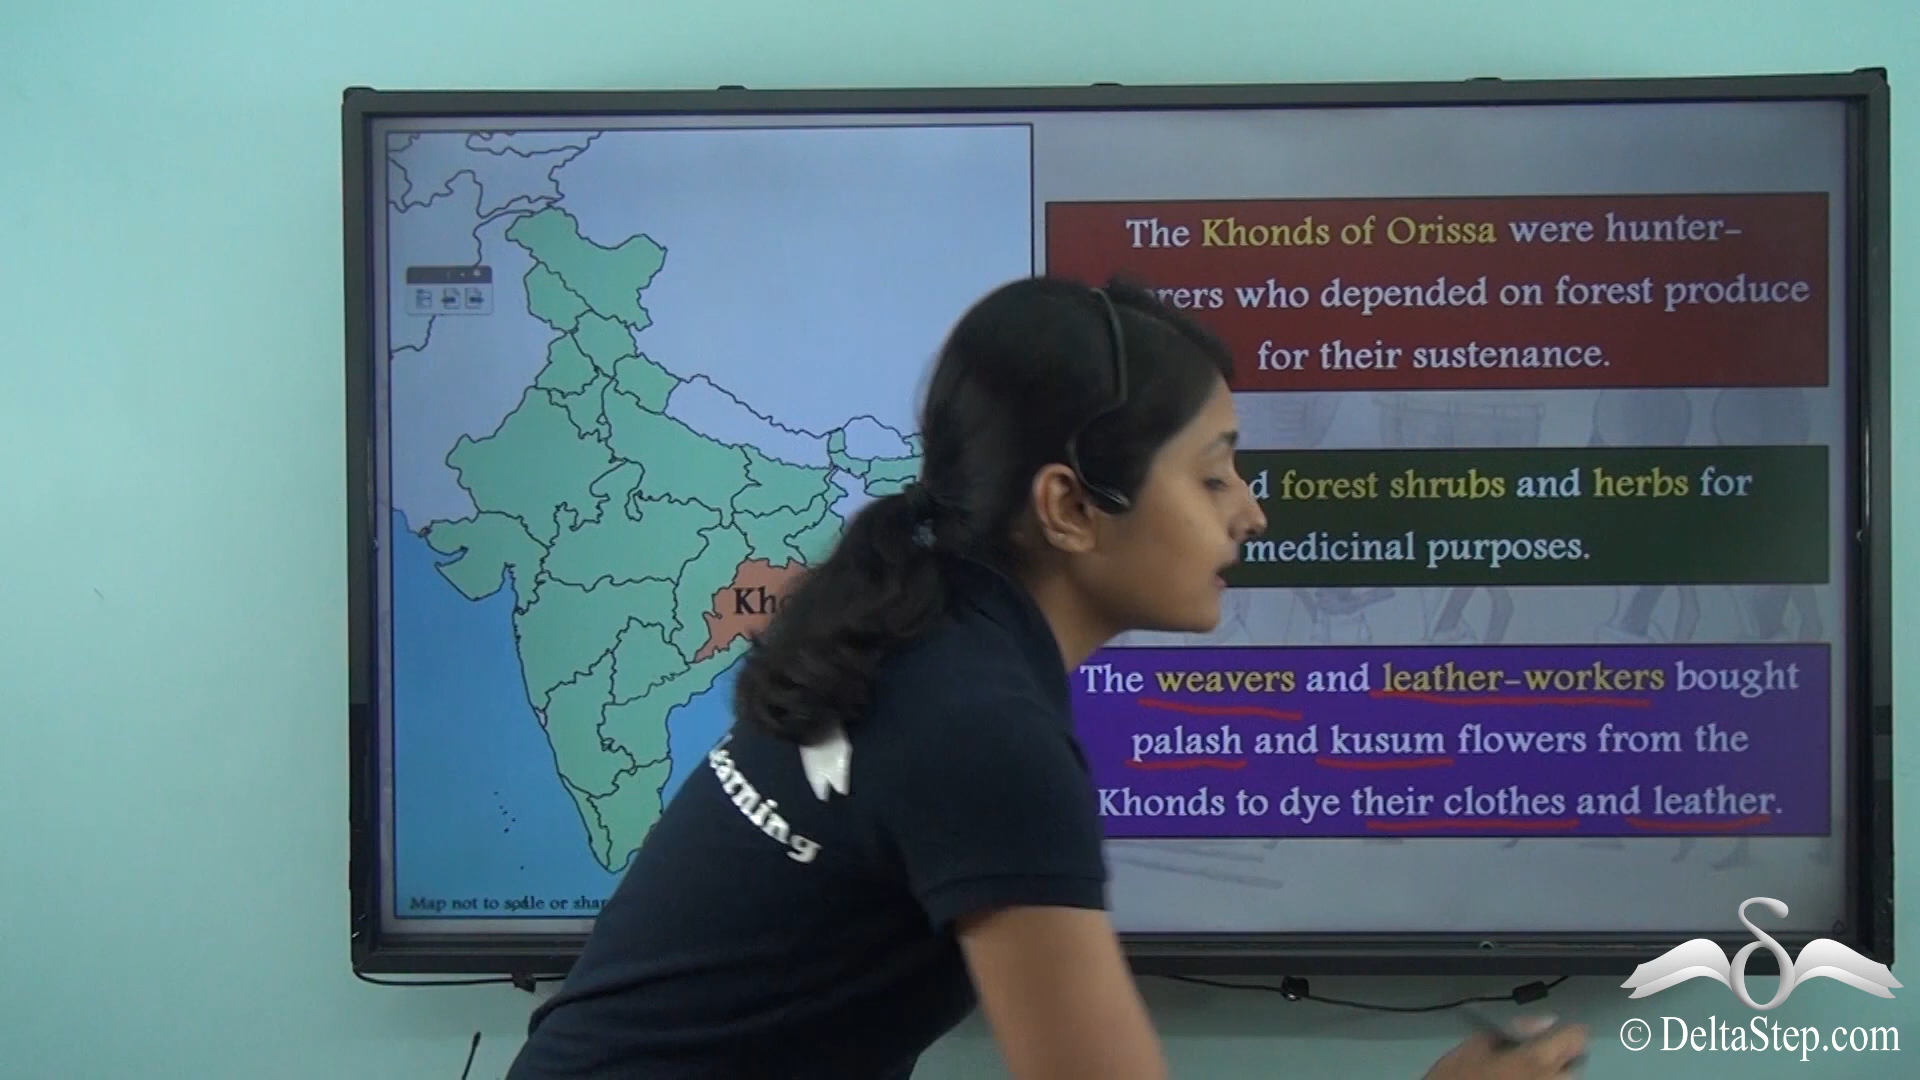 The Khonds of Orissa were hunter-
who depended on forest produce
for their sustenance.
forest shrubs and herbs for
medicinal purposes.
The weavers and leather-workers bought
palash and kusum flowers from the
Khonds to dye their clothes and leather.
Map not to scale or
© DeltaStep.com